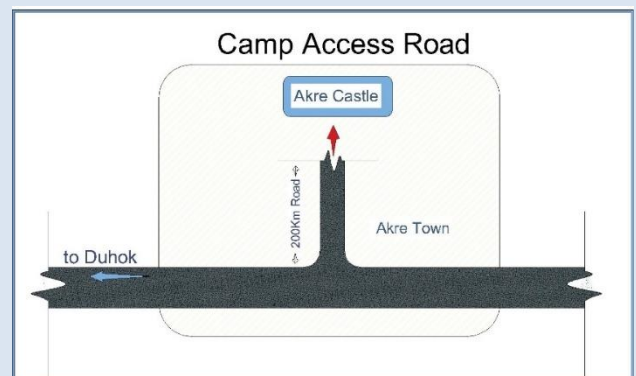 Camp Access Road
Akre Castle
200Km Road
Akre Town
to Duhok